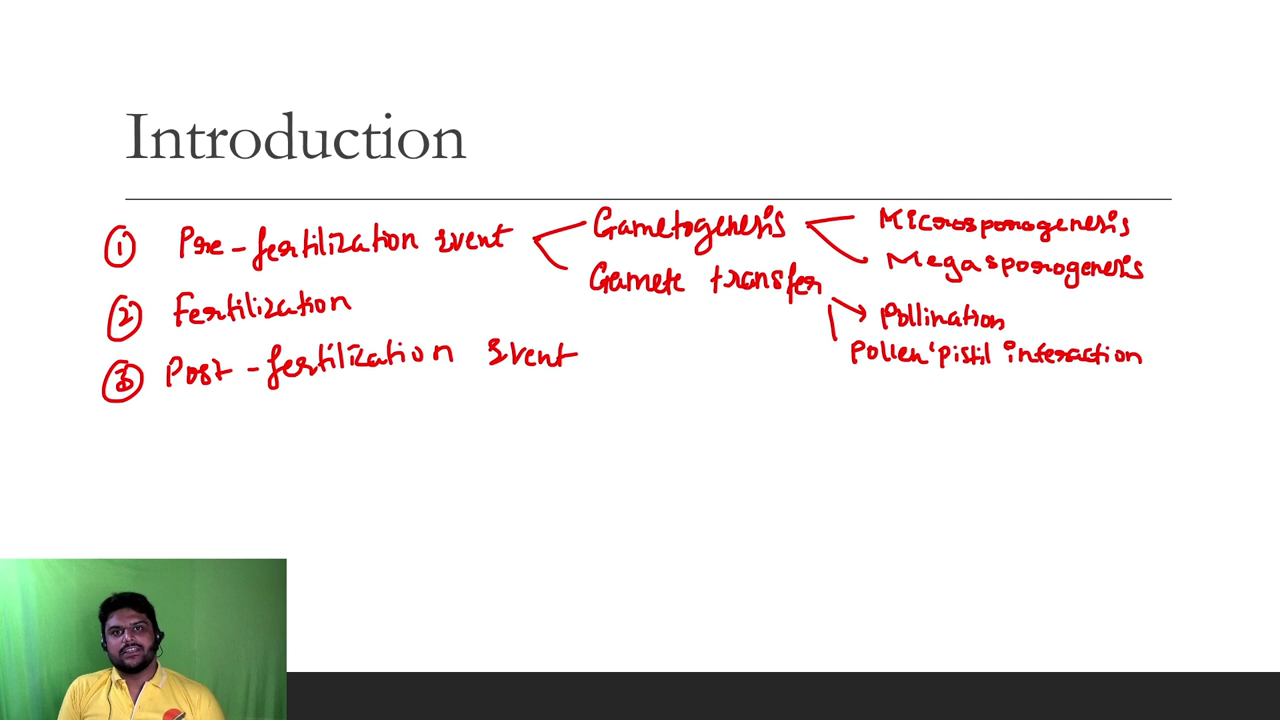 Introduction
① Pre-fertilization event
Gametogenesis
Microsporogenesis
Megasporogenesis
Gamete transfer
Pollination
Pollen-pistil interaction
② Fertilization
③ Post-fertilization event